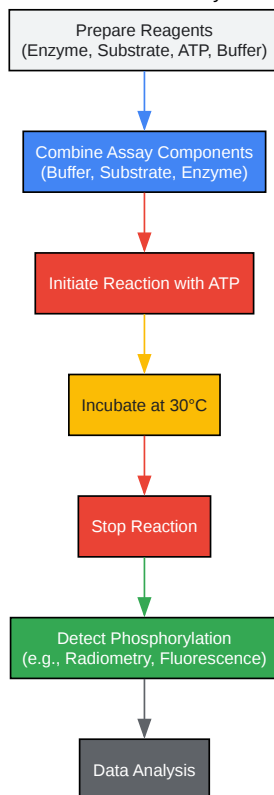 Prepare Reagents
(Enzyme, Substrate, ATP, Buffer)
Combine Assay Components
(Buffer, Substrate, Enzyme)
Initiate Reaction with ATP
Incubate at 30°C
Stop Reaction
Detect Phosphorylation
(e.g., Radiometry, Fluorescence)
Data Analysis